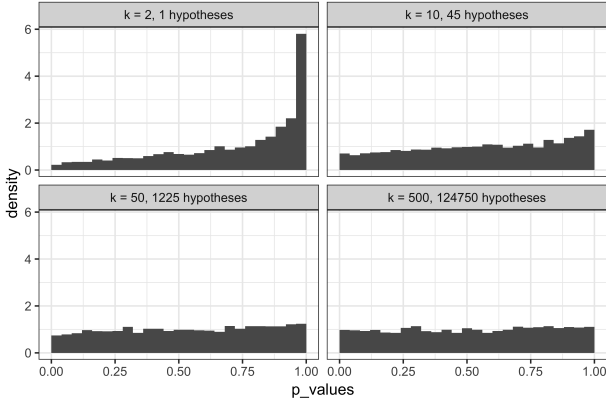 k = 2, 1 hypotheses
k = 10, 45 hypotheses
6
4
2
0
k = 50, 1225 hypotheses
k = 500, 124750 hypotheses
6
4
2
0
density
0.00 0.25 0.50 0.75 1.00 0.00 0.25 0.50 0.75 1.00
p_values